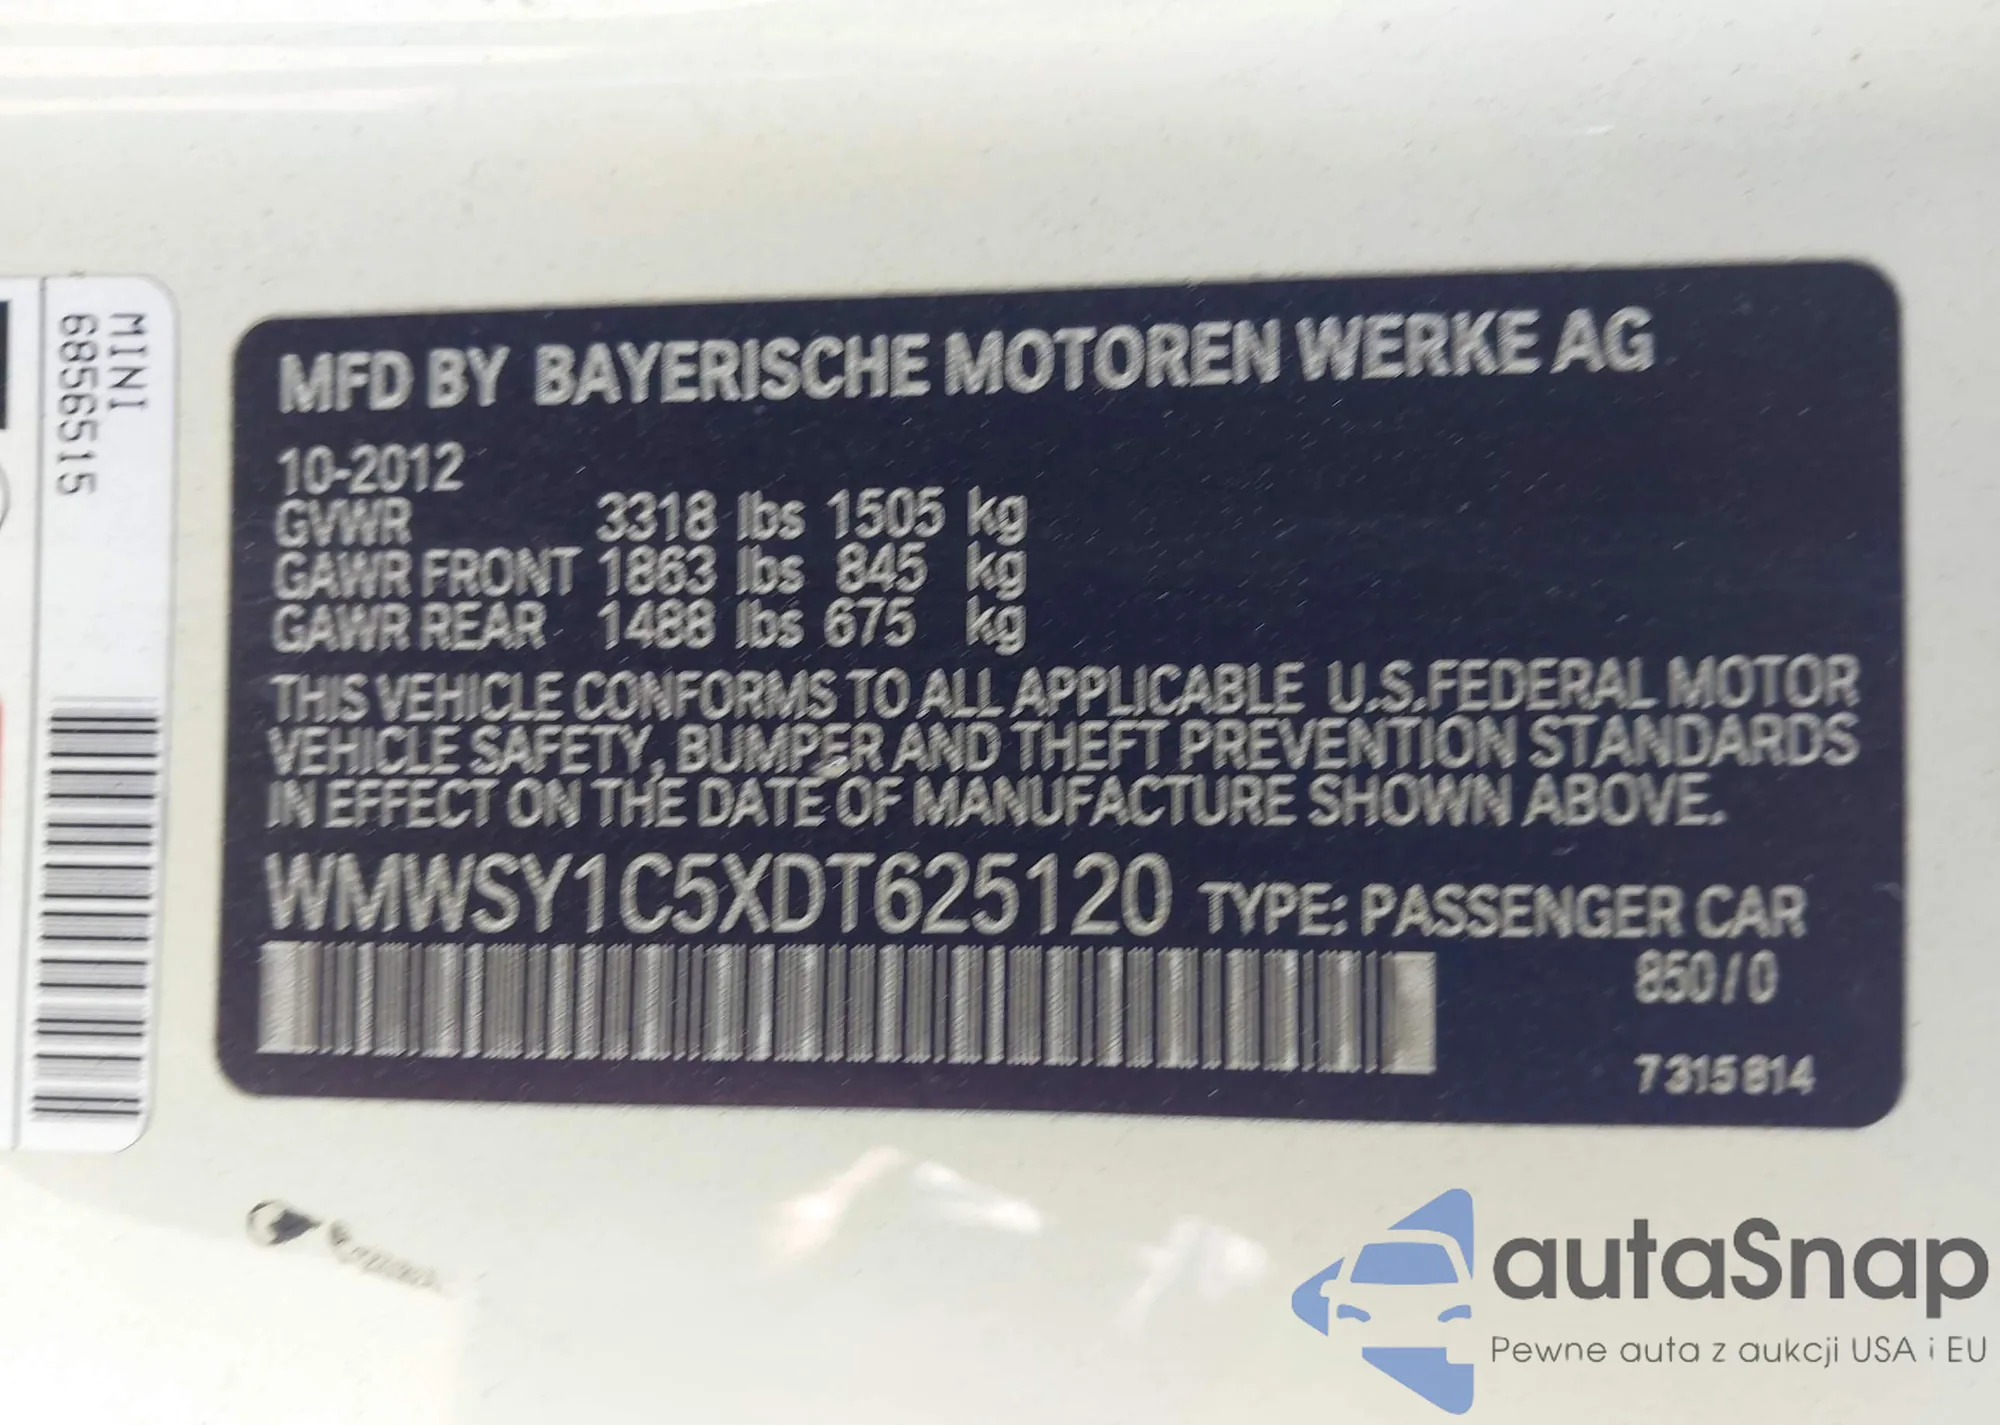 MINI
6856515
MFD BY BAYERISCHE MOTOREN WERKE AG
10-2012
GVWR 3318 lbs 1505 kg
GAWR FRONT 1863 lbs 845 kg
GAWR REAR 1488 lbs 675 kg
THIS VEHICLE CONFORMS TO ALL APPLICABLE U.S.FEDERAL MOTOR
VEHICLE SAFETY, BUMPER AND THEFT PREVENTION STANDARDS
IN EFFECT ON THE DATE OF MANUFACTURE SHOWN ABOVE.
WMWSY1C5XDT625120 TYPE: PASSENGER CAR
850/0
7315814
autaSnap
Pewne auta z aukcji USA i EU